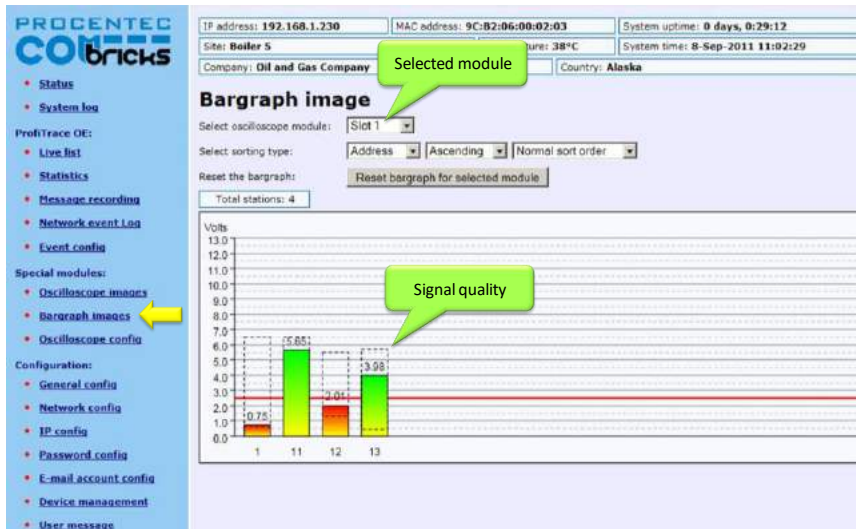 PROCENTEC
COMbricks
Status
System log
ProfiTrace OE:
Live list
Statistics
Message recording
Network event Log
Event config
Special modules:
Oscilloscope images
Bargraph images
Oscilloscope config
Configuration:
General config
Network config
IP config
Password config
E-mail account config
Device management
User message
IP address: 192.168.1.230 MAC address: 9C:B2:06:00:02:03 System uptime: 0 days, 0:29:12
Site: Boiler 5 ure: 38°C System time: 8-Sep-2011 11:02:29
Company: Oil and Gas Company Country: Alaska
Selected module
Bargraph image
Select oscilloscope module: Slot 1
Select sorting type: Address Ascending Normal sort order
Reset the bargraph: Reset bargraph for selected module
Total stations: 4
Volts
13.0
12.0
11.0
10.0
9.0
8.0
7.0
6.0
5.0
4.0
3.0
2.0
1.0
0.0
Signal quality
0.75 5.65 2.01 3.98
1 11 12 13